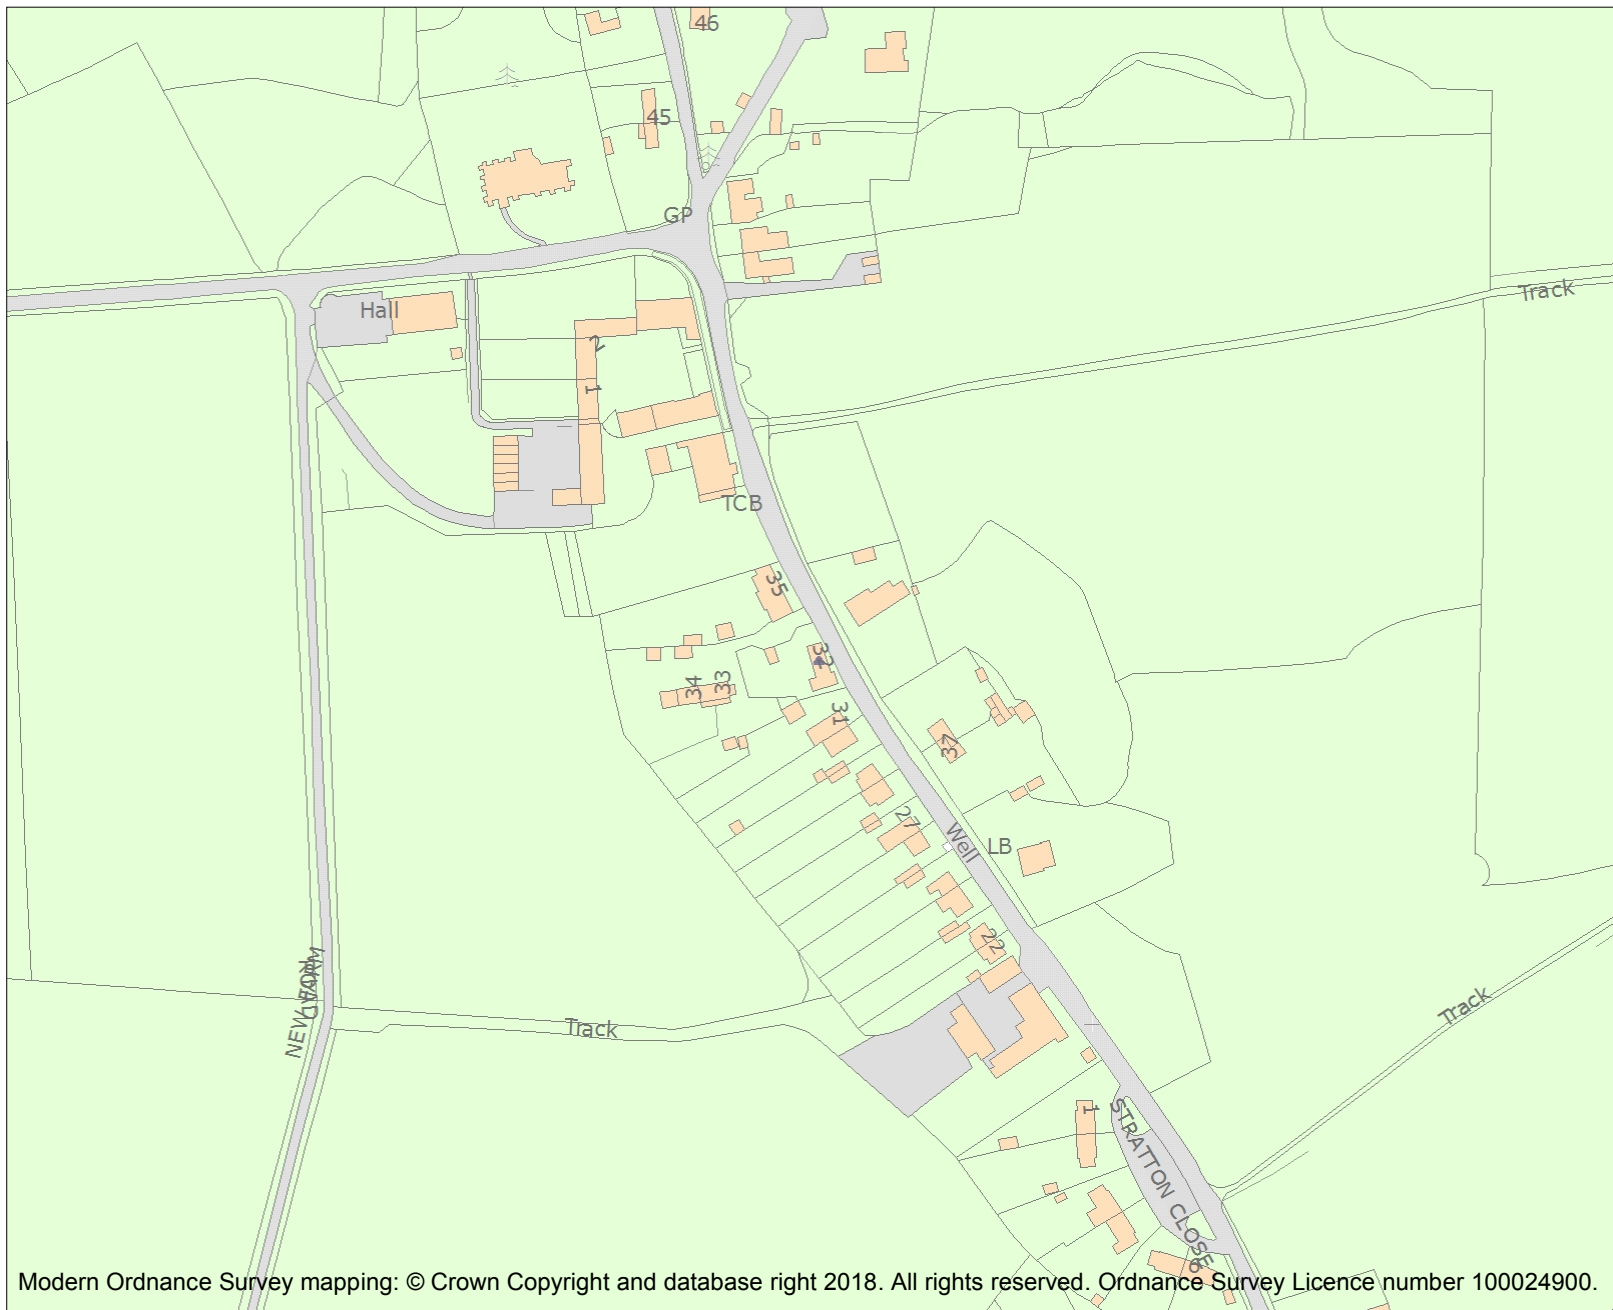 46
45
GP
Track
Hall
2
1
TCB
35
32
34
33
31
37
27
Well
LB
22
NEW FARM
ROAD
Track
Track
1
STRATTON CLOSE
6
Modern Ordnance Survey mapping: © Crown Copyright and database right 2018. All rights reserved. Ordnance Survey Licence number 100024900.